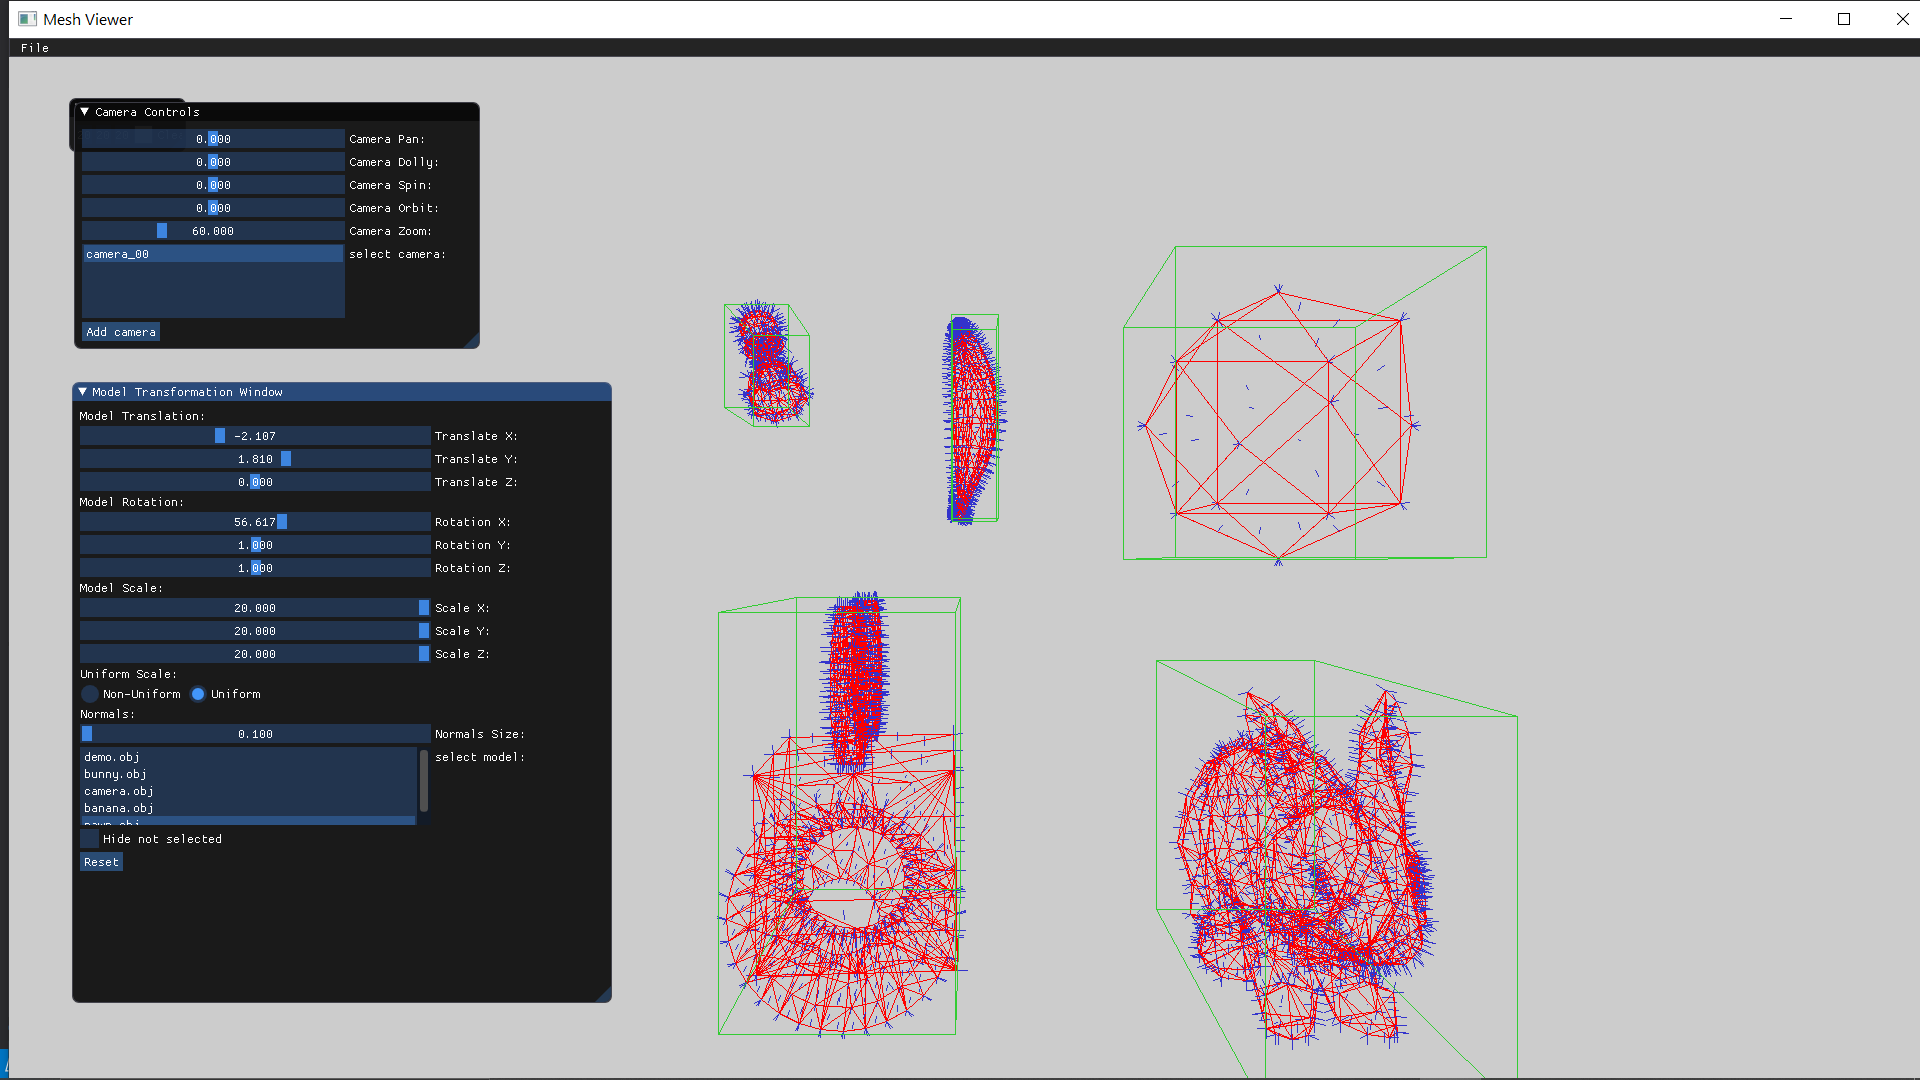 Mesh Viewer
File
Camera Controls
0.000 Camera Pan:
0.000 Camera Dolly:
0.000 Camera Spin:
0.000 Camera Orbit:
60.000 Camera Zoom:
camera_00 select camera:
Add camera
Model Transformation Window
Model Translation:
-2.107 Translate X:
1.810 Translate Y:
0.000 Translate Z:
Model Rotation:
56.617 Rotation X:
1.000 Rotation Y:
1.000 Rotation Z:
Model Scale:
20.000 Scale X:
20.000 Scale Y:
20.000 Scale Z:
Uniform Scale:
Non-Uniform Uniform
Normals:
0.100 Normals Size:
demo.obj select model:
bunny.obj
camera.obj
banana.obj
Hide not selected
Reset